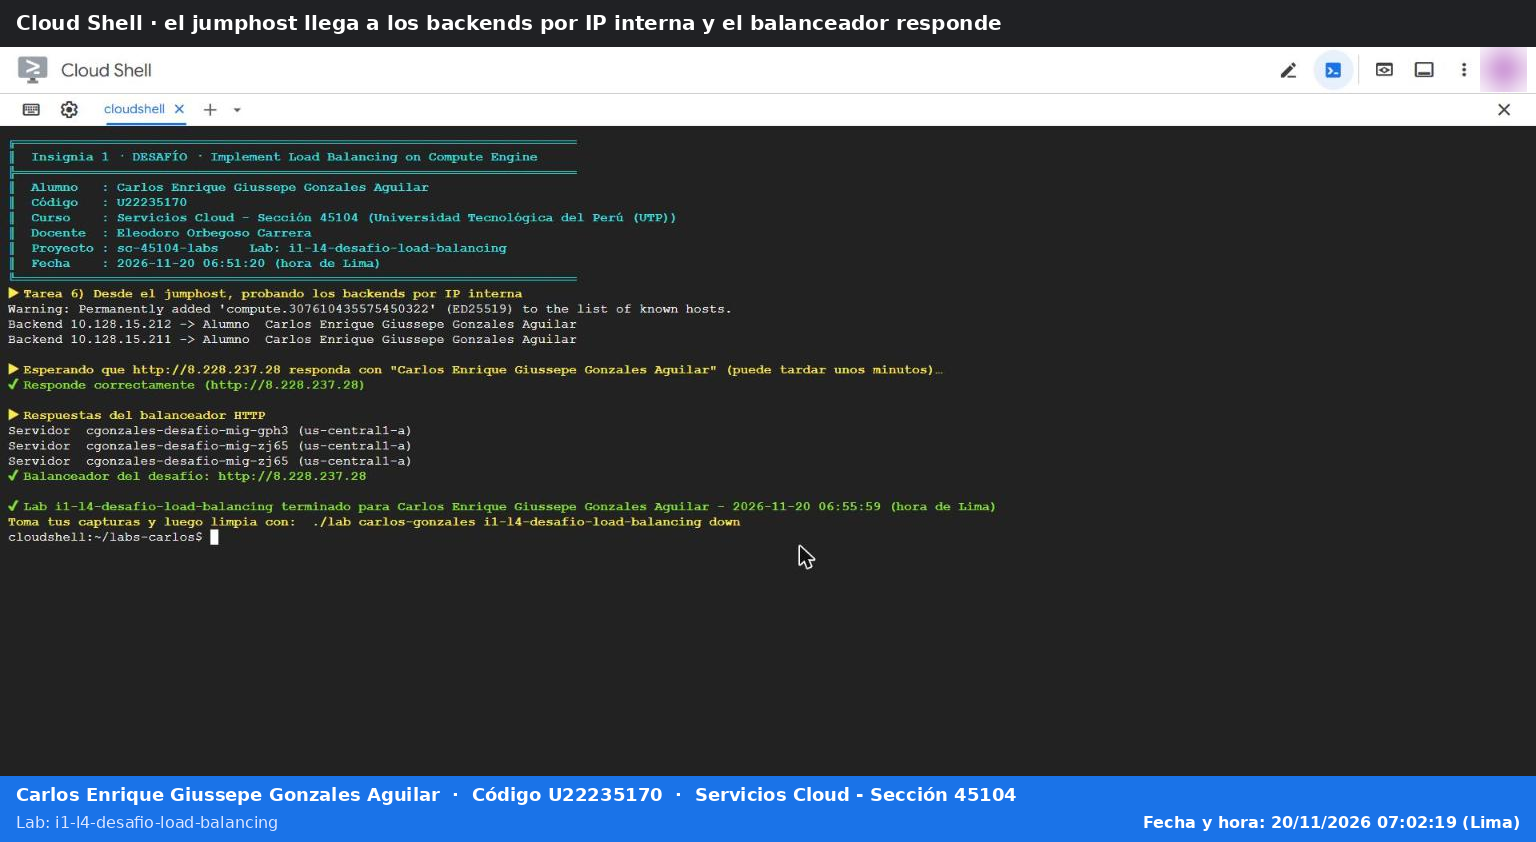 Cloud Shell · el jumphost llega a los backends por IP interna y el balanceador responde
Cloud Shell
cloudshell
Insignia 1 · DESAFÍO · Implement Load Balancing on Compute Engine
Alumno : Carlos Enrique Giussepe Gonzales Aguilar
Código : U22235170
Curso : Servicios Cloud - Sección 45104 (Universidad Tecnológica del Perú (UTP))
Docente : Eleodoro Orbegoso Carrera
Proyecto : sc-45104-labs Lab: i1-l4-desafio-load-balancing
Fecha : 2026-11-20 06:51:20 (hora de Lima)
▶ Tarea 6) Desde el jumphost, probando los backends por IP interna
Warning: Permanently added 'compute.307610435575450322' (ED25519) to the list of known hosts.
Backend 10.128.15.212 -> Alumno Carlos Enrique Giussepe Gonzales Aguilar
Backend 10.128.15.211 -> Alumno Carlos Enrique Giussepe Gonzales Aguilar
▶ Esperando que http://8.228.237.28 responda con "Carlos Enrique Giussepe Gonzales Aguilar" (puede tardar unos minutos)…
✓ Responde correctamente (http://8.228.237.28)
▶ Respuestas del balanceador HTTP
Servidor cgonzales-desafio-mig-gph3 (us-central1-a)
Servidor cgonzales-desafio-mig-zj65 (us-central1-a)
Servidor cgonzales-desafio-mig-zj65 (us-central1-a)
✓ Balanceador del desafío: http://8.228.237.28
✓ Lab i1-l4-desafio-load-balancing terminado para Carlos Enrique Giussepe Gonzales Aguilar - 2026-11-20 06:55:59 (hora de Lima)
Toma tus capturas y luego limpia con: ./lab carlos-gonzales i1-l4-desafio-load-balancing down
cloudshell:~/labs-carlos$
Carlos Enrique Giussepe Gonzales Aguilar · Código U22235170 · Servicios Cloud - Sección 45104
Lab: i1-l4-desafio-load-balancing
Fecha y hora: 20/11/2026 07:02:19 (Lima)